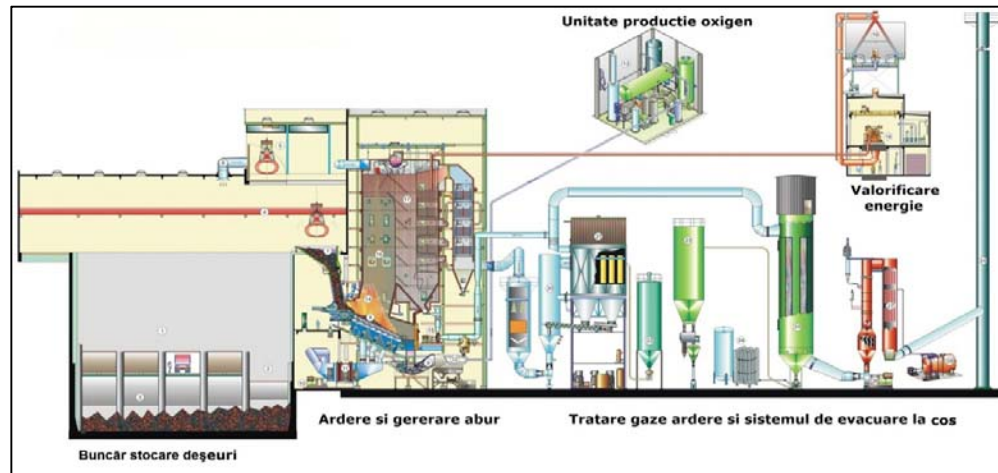 Unitate productie oxigen
Valorificare
energie
Ardere si gererare abur
Tratare gaze ardere si sistemul de evacuare la cos
Buncăr stocare deşeuri